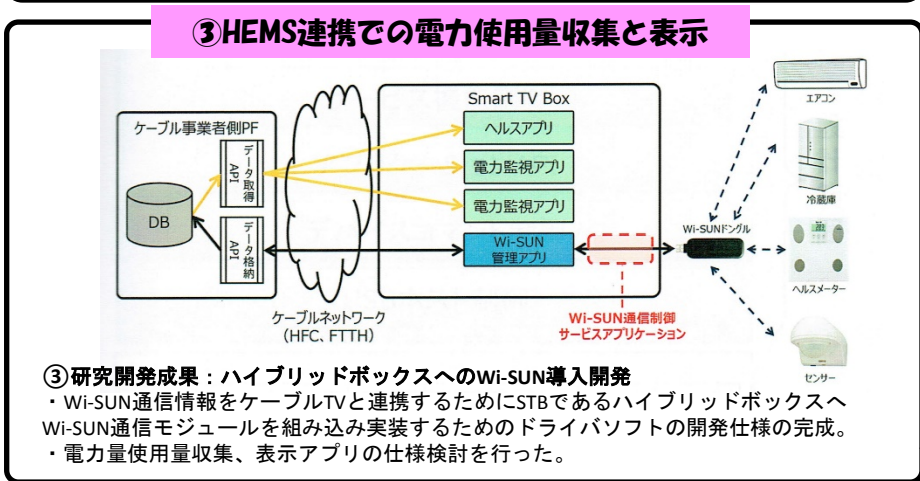 ③HEMS連携での電力使用量収集と表示
ケーブル事業者側PF
DB
データ取得
API
データ格納
API
ケーブルネットワーク
(HFC、FTTH)
Smart TV Box
ヘルスアプリ
電力監視アプリ
電力監視アプリ
Wi-SUN
管理アプリ
Wi-SUN通信制御
サービスアプリケーション
Wi-SUNドングル
エアコン
冷蔵庫
ヘルスメーター
センサー
③研究開発成果:ハイブリッドボックスへのWi-SUN導入開発
・Wi-SUN通信情報をケーブルTVと連携するためにSTBであるハイブリッドボックスへ
Wi-SUN通信モジュールを組み込み実装するためのドライバソフトの開発仕様の完成。
・電力量使用量収集、表示アプリの仕様検討を行った。